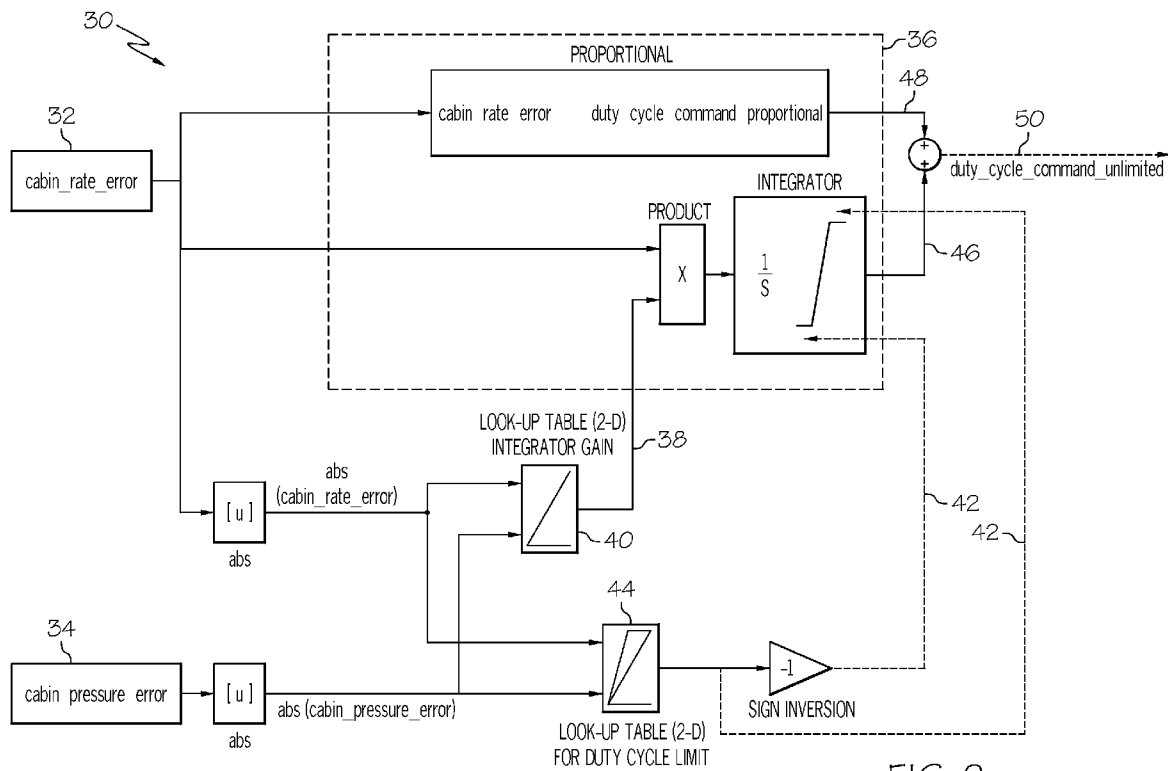 30
36
PROPORTIONAL
cabin rate error duty cycle command proportional
48
32
cabin_rate_error
+
+
50
duty_cycle_command_unlimited
INTEGRATOR
PRODUCT
X
1
S
46
LOOK-UP TABLE (2-D)
INTEGRATOR GAIN
38
abs
(cabin_rate_error)
[u]
abs
40
42
42
44
34
cabin pressure error
[u]
abs
abs (cabin_pressure_error)
-1
SIGN INVERSION
LOOK-UP TABLE (2-D)
FOR DUTY CYCLE LIMIT